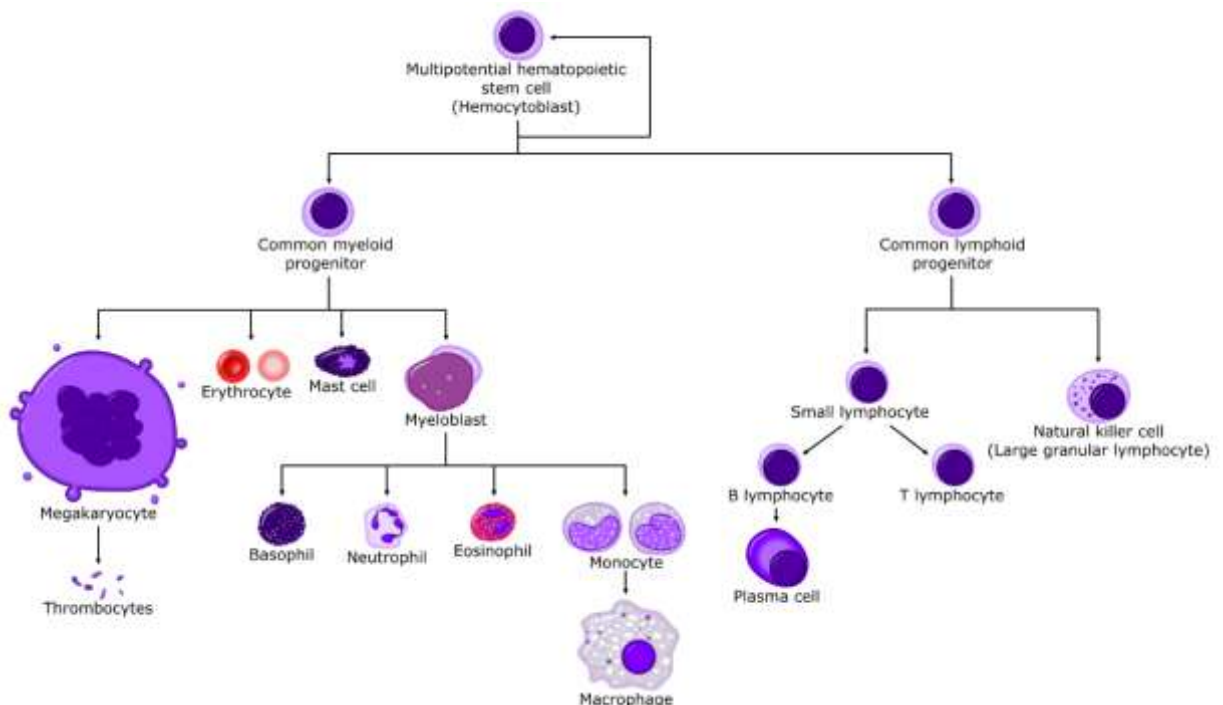 Multipotential hematopoietic
stem cell
(Hemocytoblast)
Common myeloid
progenitor
Common lymphoid
progenitor
Erythrocyte
Mast cell
Myeloblast
Small lymphocyte
Natural killer cell
(Large granular lymphocyte)
Megakaryocyte
B lymphocyte
T lymphocyte
Basophil
Neutrophil
Eosinophil
Monocyte
Thrombocytes
Plasma cell
Macrophage